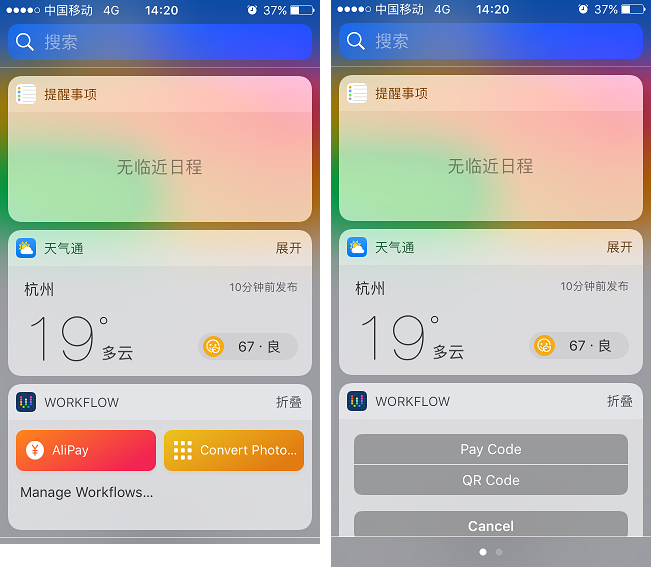 中国移动 4G 14:20 37%
搜索
提醒事项
无临近日程
天气通 展开
杭州 10分钟前发布
19° 多云 67 · 良
WORKFLOW 折叠
AliPay Convert Photo...
Manage Workflows...
中国移动 4G 14:20 37%
搜索
提醒事项
无临近日程
天气通 展开
杭州 10分钟前发布
19° 多云 67 · 良
WORKFLOW 折叠
Pay Code
QR Code
Cancel